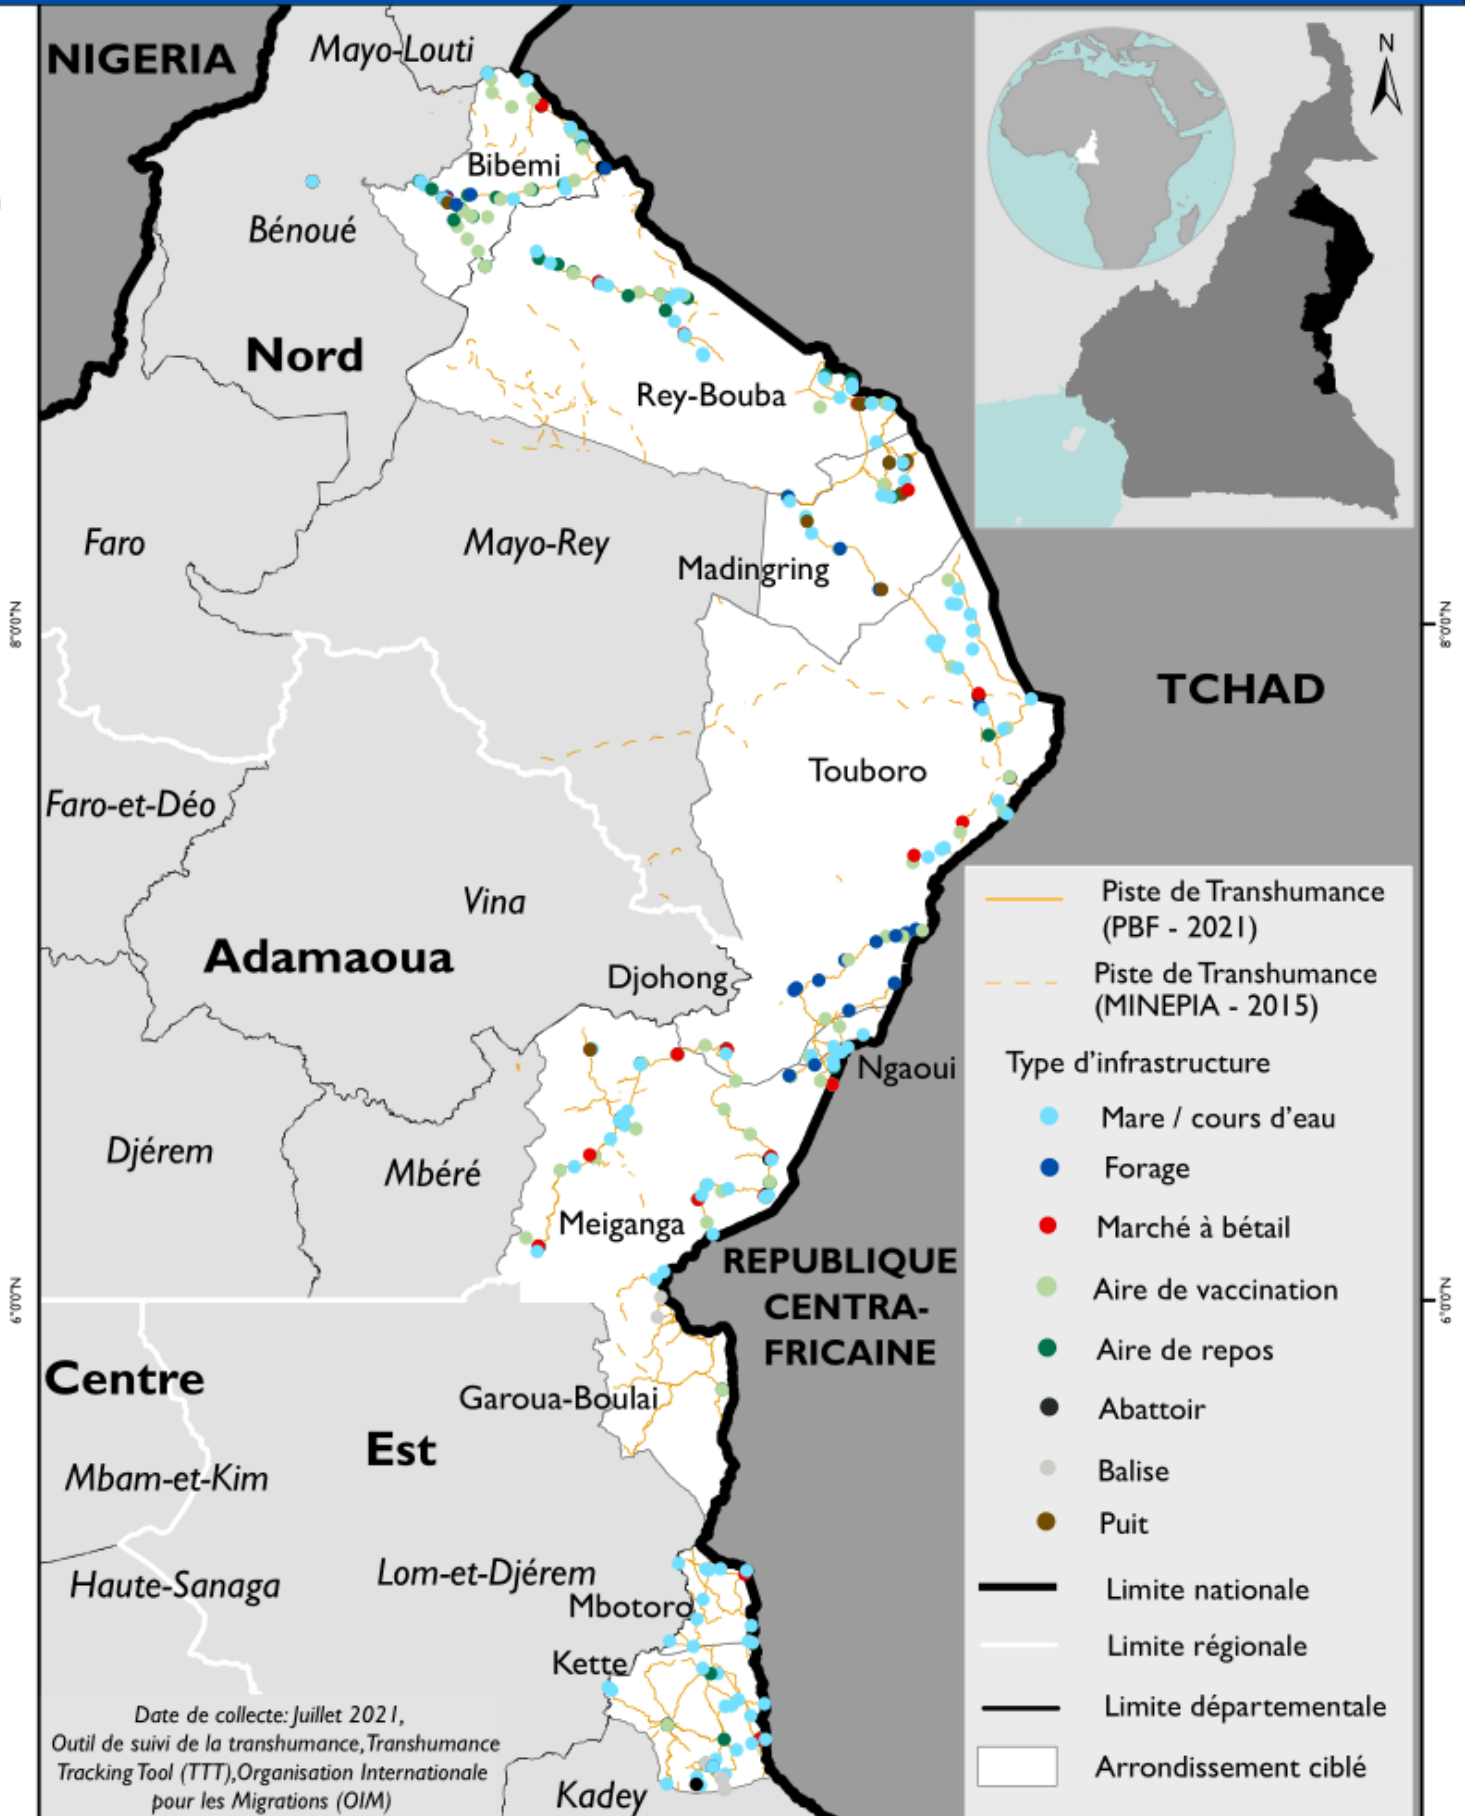 NIGERIA
Mayo-Louti
N
Bibemi
Bénoué
Nord
Rey-Bouba
Faro
Mayo-Rey
Madingring
8°0'0"N
8°0'0"N
TCHAD
Touboro
Faro-et-Déo
Vina
Adamaoua
Djohong
Ngaoui
Djérem
Mbéré
Meiganga
REPUBLIQUE
CENTRA-
FRICAINE
6°0'0"N
6°0'0"N
Centre
Garoua-Boulai
Est
Mbam-et-Kim
Lom-et-Djérem
Haute-Sanaga
Mbotoro
Kette
Kadey
Piste de Transhumance
(PBF - 2021)
Piste de Transhumance
(MINEPIA - 2015)
Type d'infrastructure
Mare / cours d'eau
Forage
Marché à bétail
Aire de vaccination
Aire de repos
Abattoir
Balise
Puit
Limite nationale
Limite régionale
Limite départementale
Arrondissement ciblé
Date de collecte: Juillet 2021,
Outil de suivi de la transhumance,Transhumance
Tracking Tool (TTT),Organisation Internationale
pour les Migrations (OIM)